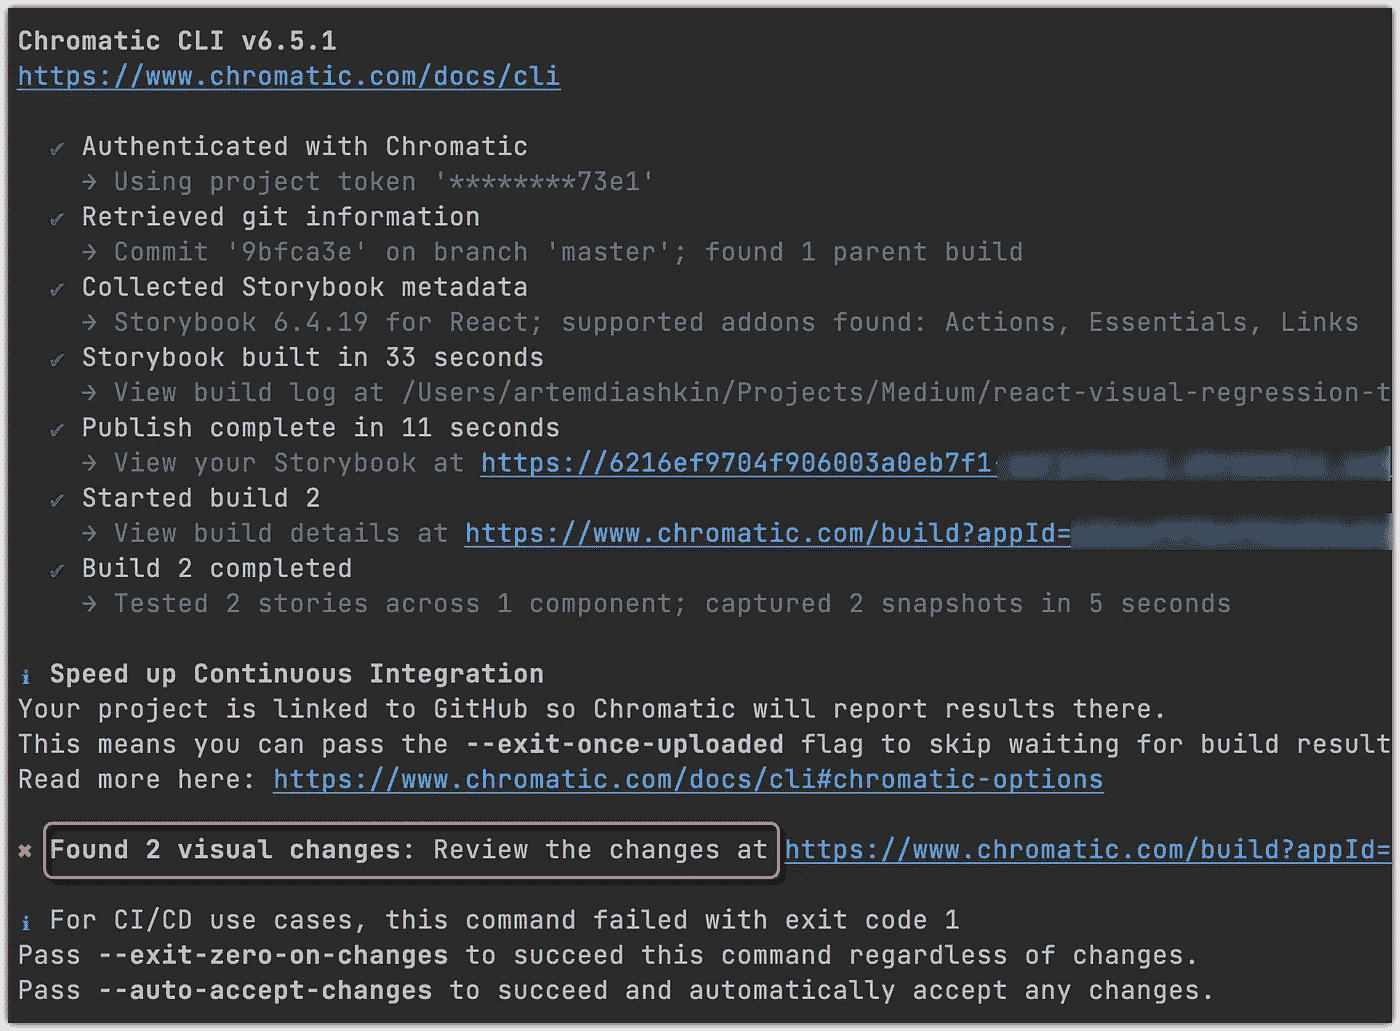 Chromatic CLI v6.5.1
https://www.chromatic.com/docs/cli
✔ Authenticated with Chromatic
→ Using project token '********73e1'
✔ Retrieved git information
→ Commit '9bfca3e' on branch 'master'; found 1 parent build
✔ Collected Storybook metadata
→ Storybook 6.4.19 for React; supported addons found: Actions, Essentials, Links
✔ Storybook built in 33 seconds
→ View build log at /Users/artemdiashkin/Projects/Medium/react-visual-regression-t
✔ Publish complete in 11 seconds
→ View your Storybook at https://6216ef9704f906003a0eb7f1-
✔ Started build 2
→ View build details at https://www.chromatic.com/build?appId=
✔ Build 2 completed
→ Tested 2 stories across 1 component; captured 2 snapshots in 5 seconds
ℹ Speed up Continuous Integration
Your project is linked to GitHub so Chromatic will report results there.
This means you can pass the --exit-once-uploaded flag to skip waiting for build result
Read more here: https://www.chromatic.com/docs/cli#chromatic-options
✖ Found 2 visual changes: Review the changes at https://www.chromatic.com/build?appId=
ℹ For CI/CD use cases, this command failed with exit code 1
Pass --exit-zero-on-changes to succeed this command regardless of changes.
Pass --auto-accept-changes to succeed and automatically accept any changes.